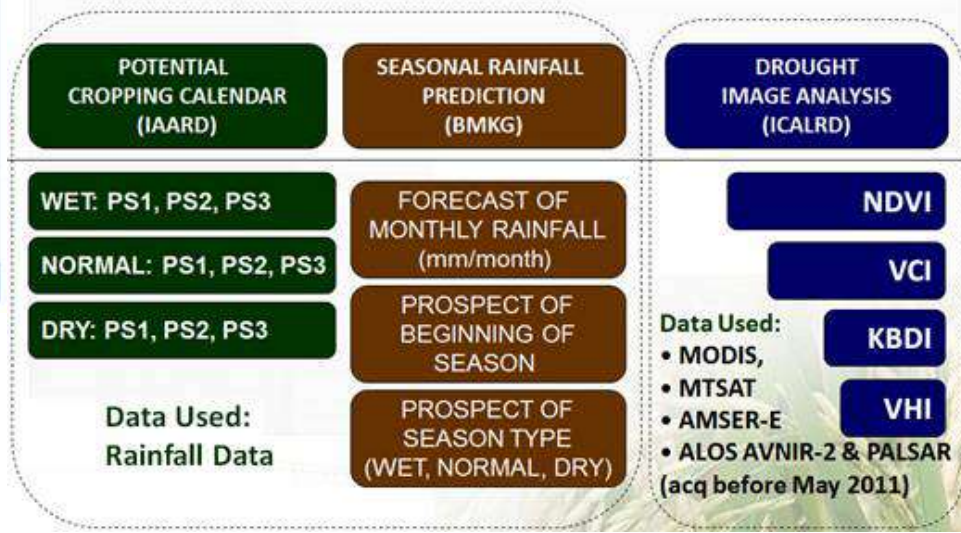 POTENTIAL
CROPPING CALENDAR
(IAARD)
SEASONAL RAINFALL
PREDICTION
(BMKG)
DROUGHT
IMAGE ANALYSIS
(ICALRD)
WET: PS1, PS2, PS3
NORMAL: PS1, PS2, PS3
DRY: PS1, PS2, PS3
Data Used:
Rainfall Data
FORECAST OF
MONTHLY RAINFALL
(mm/month)
PROSPECT OF
BEGINNING OF
SEASON
PROSPECT OF
SEASON TYPE
(WET, NORMAL, DRY)
NDVI
VCI
KBDI
VHI
Data Used:
• MODIS,
• MTSAT
• AMSER-E
• ALOS AVNIR-2 & PALSAR
(acq before May 2011)